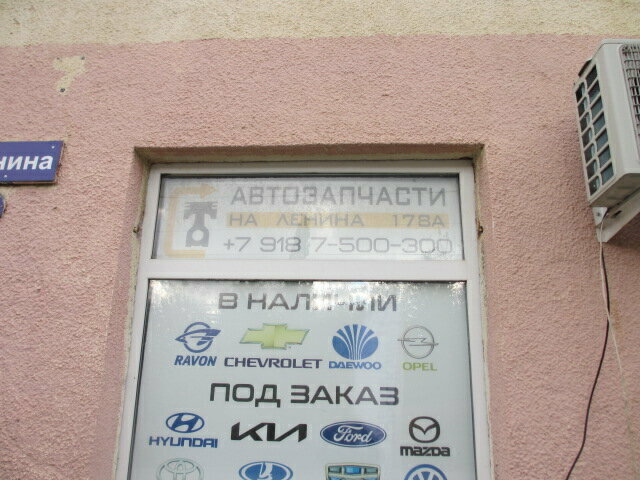 нина
АВТОЗАПЧАСТИ
НА ЛЕНИНА 178А
+7 918 7-500-300
В НАЛИЧИИ
RAVON CHEVROLET DAEWOO OPEL
ПОД ЗАКАЗ
HYUNDAI KIA Ford mazda